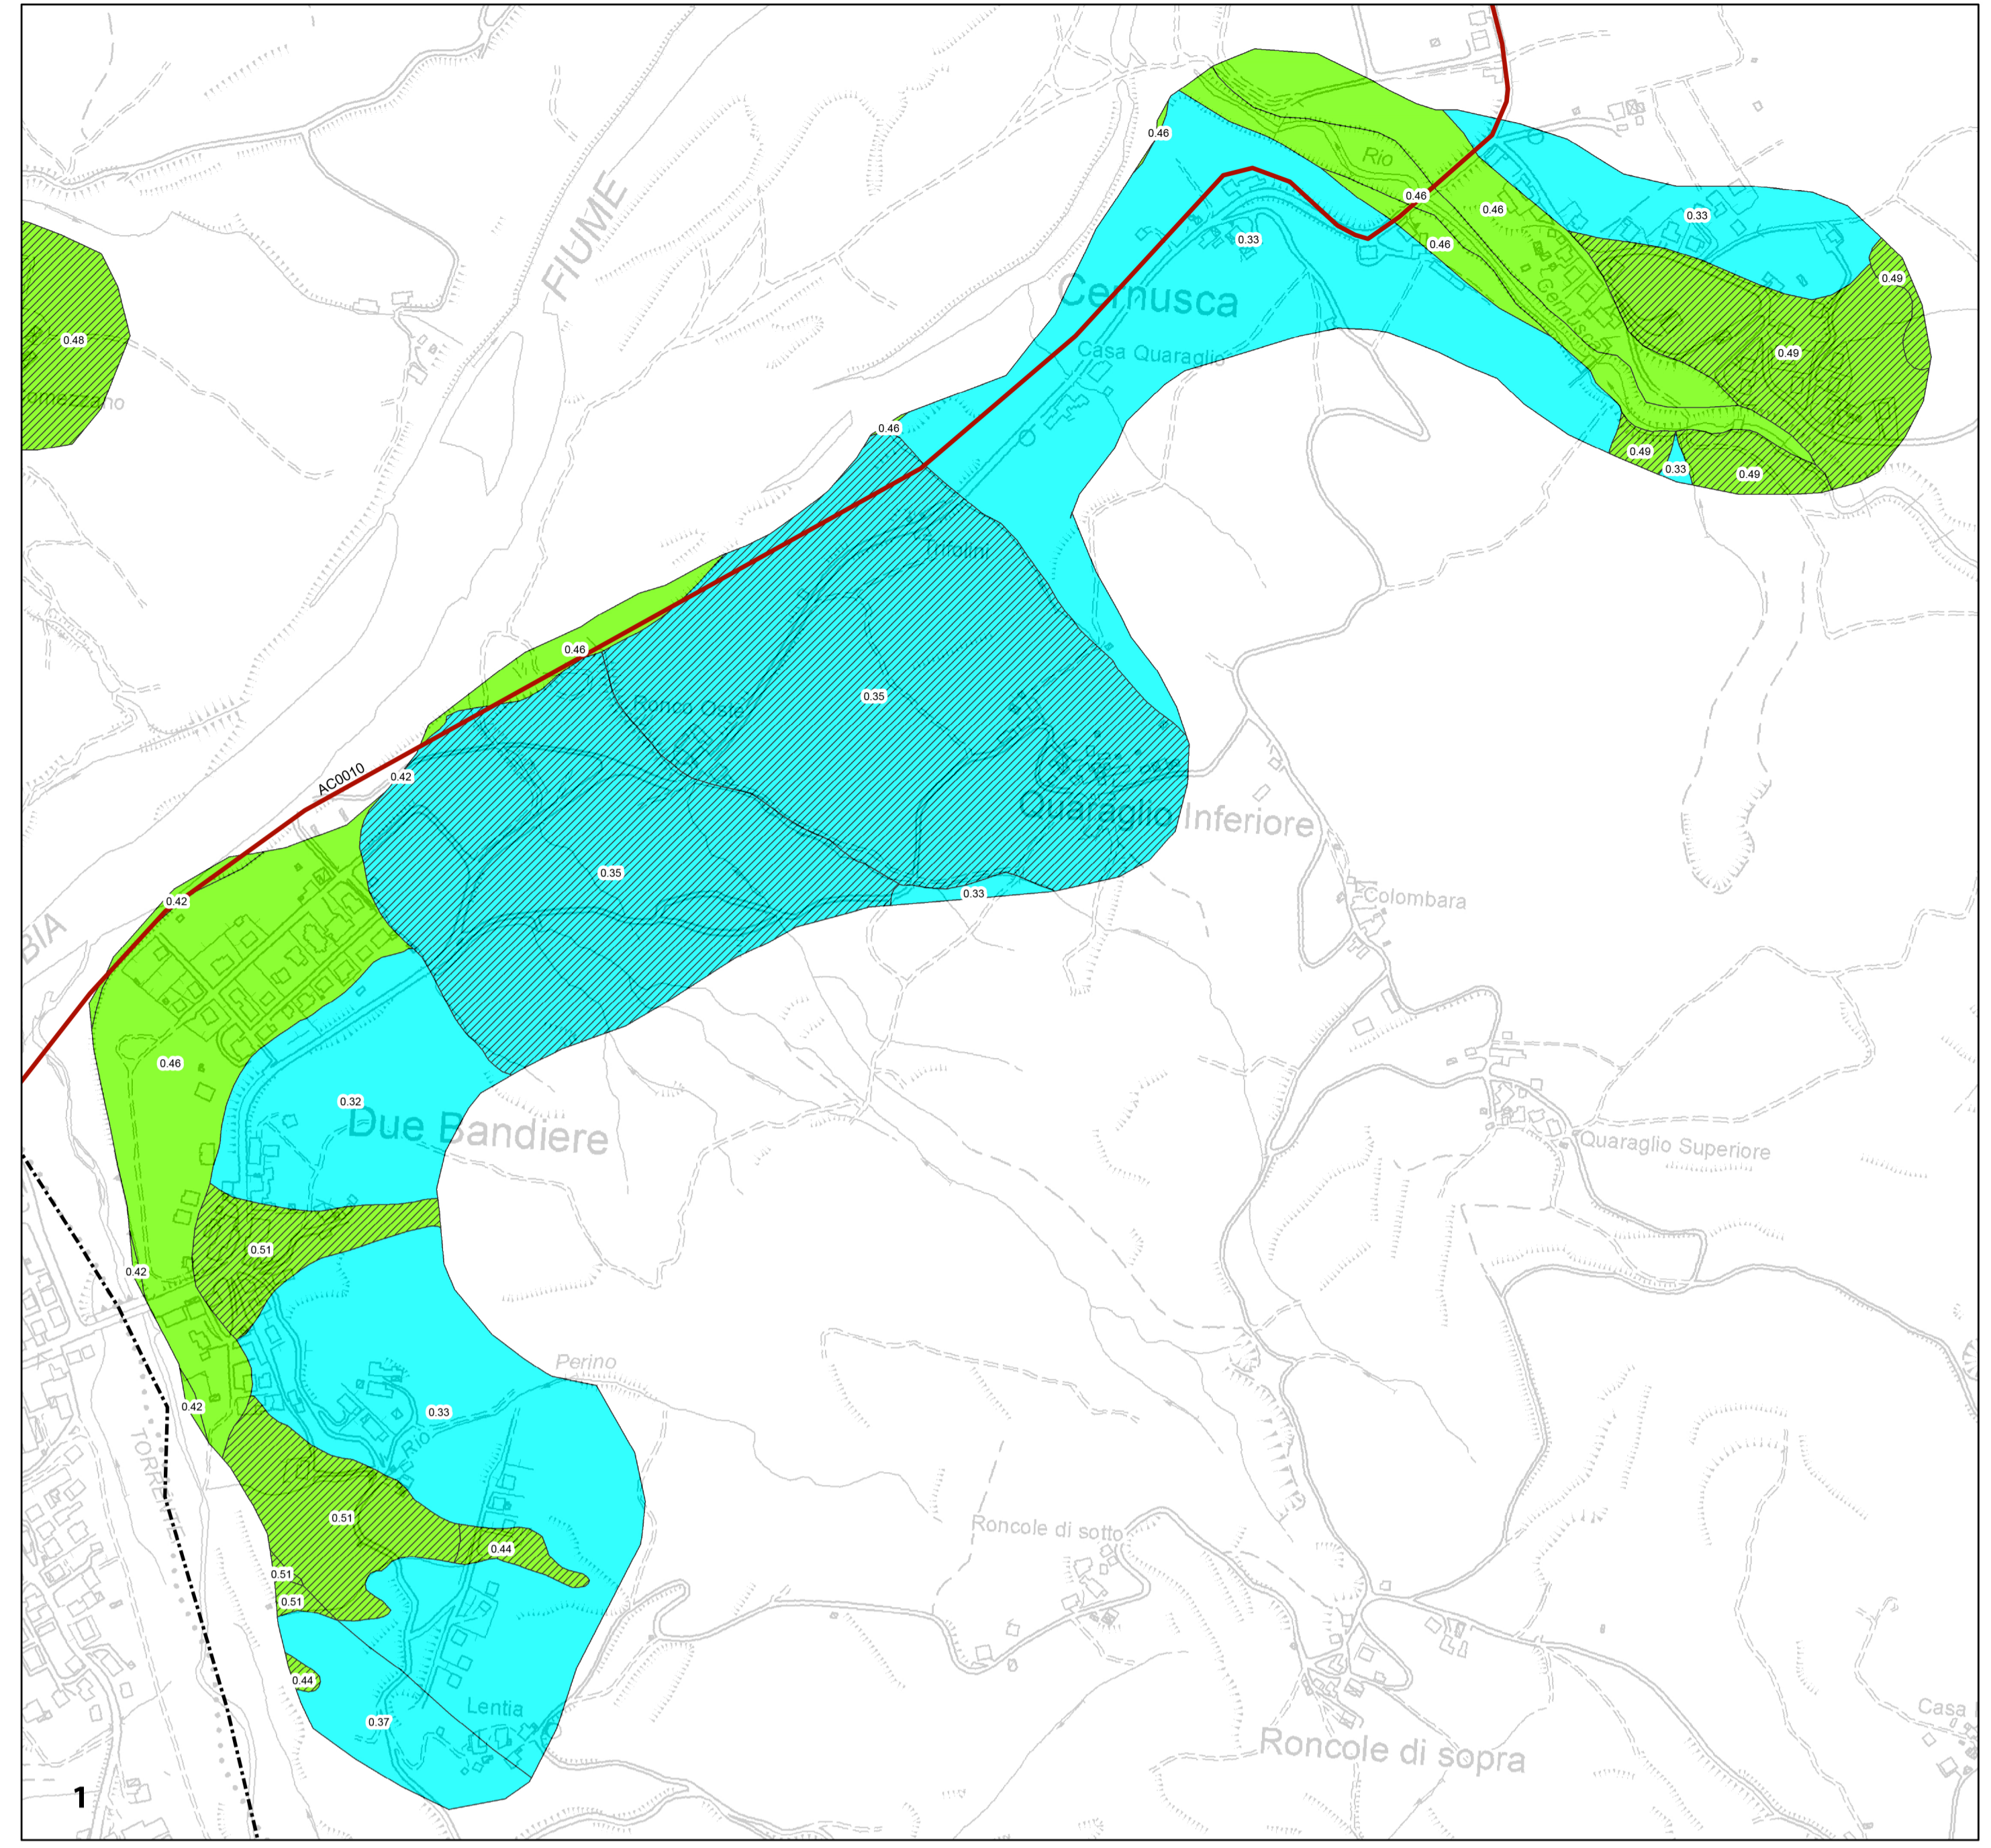 0.46
Rio
0.46
0.46
0.33
0.33
0.46
FIUME
0.49
Cernusca
Cernusca
0.48
Casa Quaraglio
0.49
omezzano
0.46
0.49
0.33
0.49
Trifolini
0.46
0.35
Ronco Oste
AC0010
0.42
Quaraglio Inferiore
0.35
0.33
0.42
Colombara
BIA
0.46
0.32
Due Bandiere
Quaraglio Superiore
0.51
0.42
Perino
0.42
0.33
Rio
TORRE
0.51
Roncole di sotto
0.44
0.51
0.51
0.44
Lentia
Casa
0.37
Roncole di sopra
1